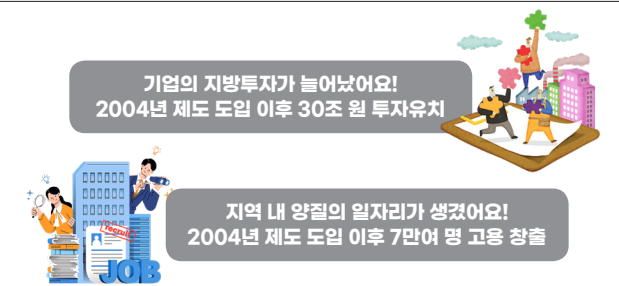 기업의 지방투자가 늘어났어요!
2004년 제도 도입 이후 30조 원 투자유치
지역 내 양질의 일자리가 생겼어요!
2004년 제도 도입 이후 7만여 명 고용 창출
recruit
JOB